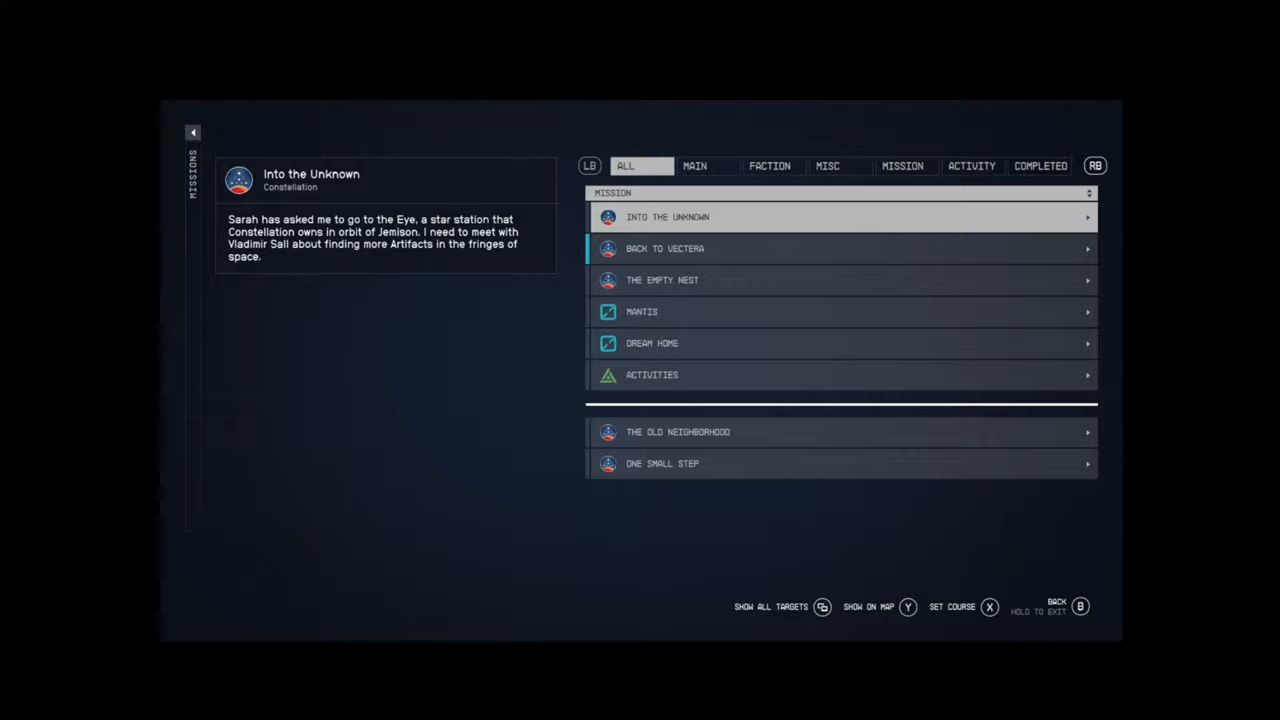 MISSIONS
Into the Unknown
Constellation
Sarah has asked me to go to the Eye, a star station that
Constellation owns in orbit of Jemison. I need to meet with
Vladimir Sall about finding more Artifacts in the fringes of
space.
LB ALL MAIN FACTION MISC MISSION ACTIVITY COMPLETED RB
MISSION
INTO THE UNKNOWN
BACK TO VECTERA
THE EMPTY NEST
MANTIS
DREAM HOME
ACTIVITIES
THE OLD NEIGHBORHOOD
ONE SMALL STEP
SHOW ALL TARGETS SHOW ON MAP Y SET COURSE X BACK B
HOLD TO EXIT